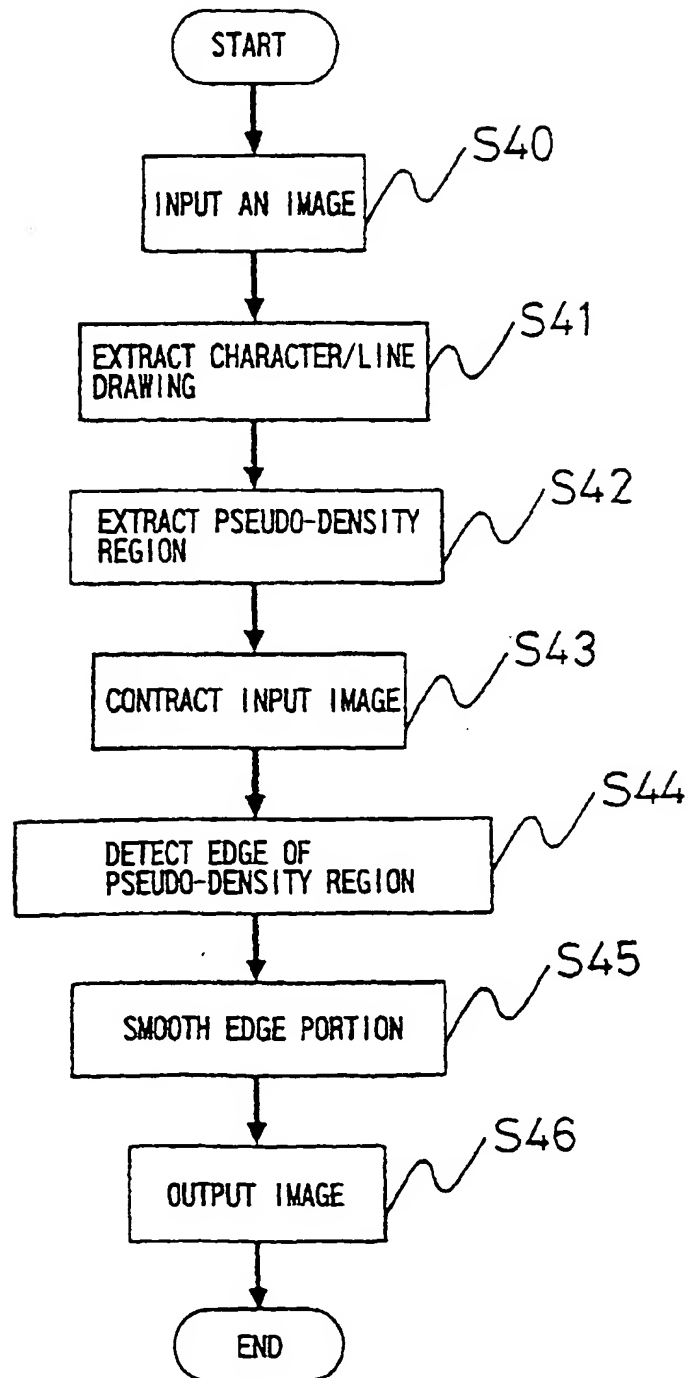 START
S40
INPUT AN IMAGE
S41
EXTRACT CHARACTER/LINE
DRAWING
S42
EXTRACT PSEUDO-DENSITY
REGION
S43
CONTRACT INPUT IMAGE
S44
DETECT EDGE OF
PSEUDO-DENSITY REGION
S45
SMOOTH EDGE PORTION
S46
OUTPUT IMAGE
END